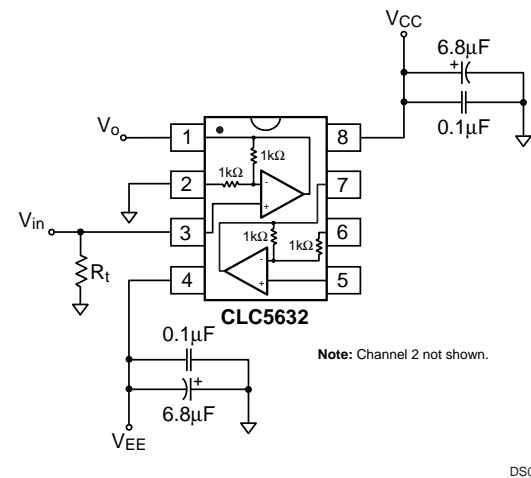 VCC
6.8µF
+
0.1µF
Vo
1
8
1kΩ
1kΩ
2
7
-
+
Vin
3
6
1kΩ
1kΩ
Rt
4
5
-
+
CLC5632
0.1µF
Note: Channel 2 not shown.
+
6.8µF
VEE